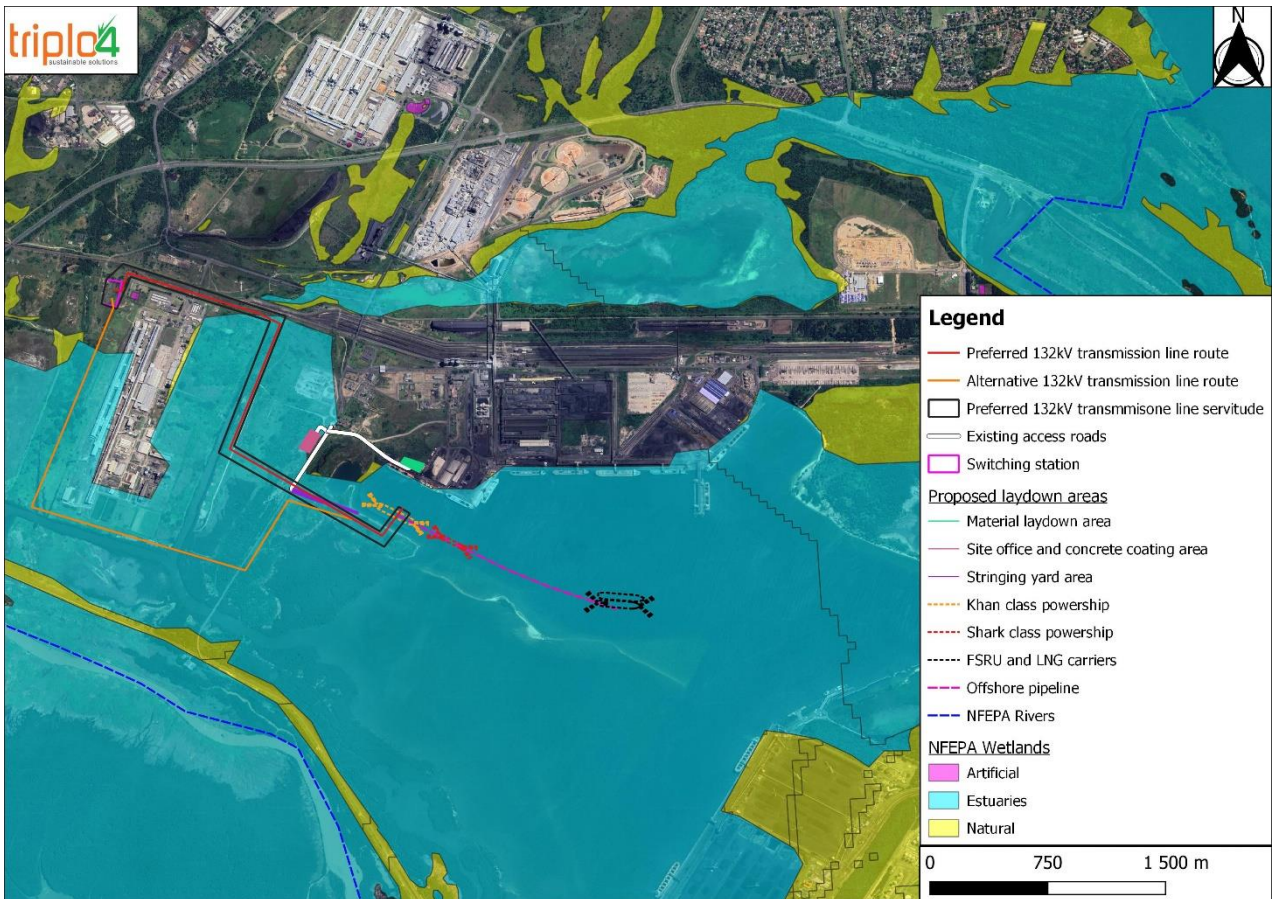 triplo4
sustainable solutions
N
Legend
Preferred 132kV transmission line route
Alternative 132kV transmission line route
Preferred 132kV transmmisone line servitude
Existing access roads
Switching station
Proposed laydown areas
Material laydown area
Site office and concrete coating area
Stringing yard area
Khan class powership
Shark class powership
FSRU and LNG carriers
Offshore pipeline
NFEPA Rivers
NFEPA Wetlands
Artificial
Estuaries
Natural
0 750 1 500 m